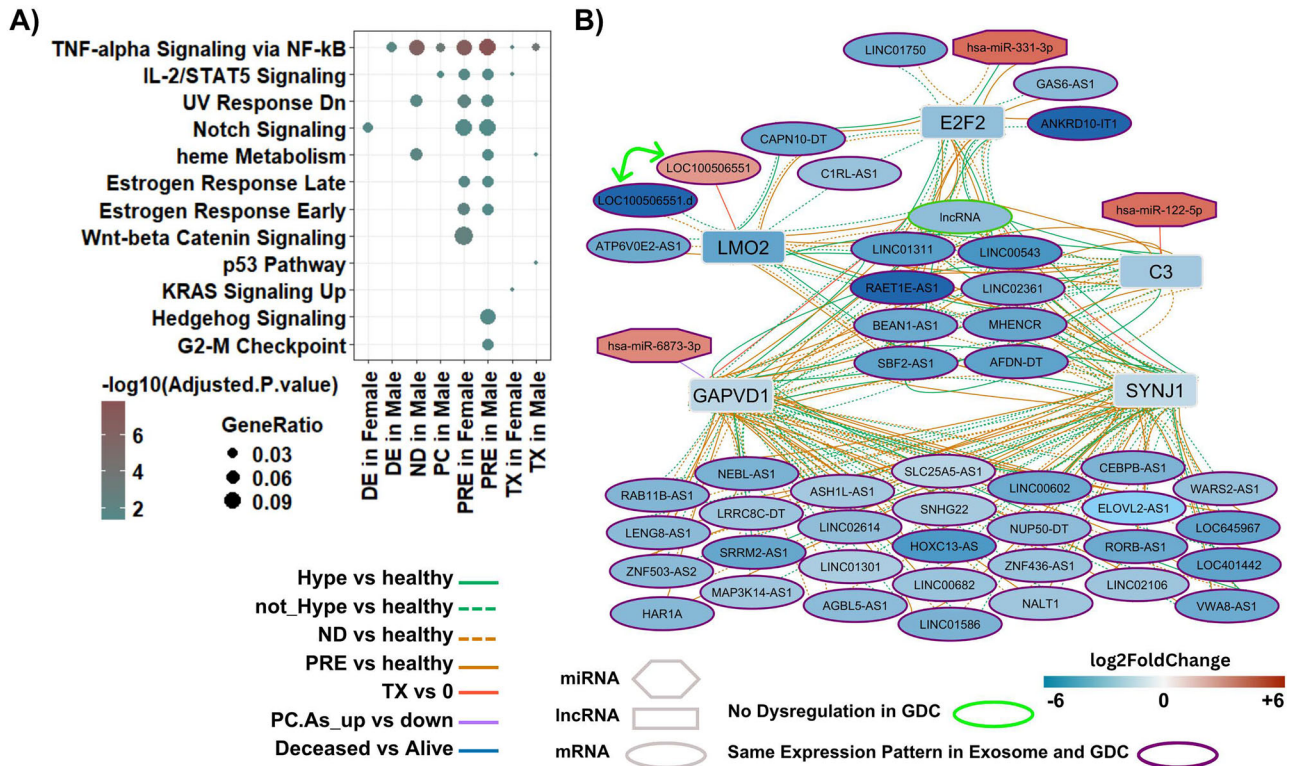 A)
TNF-alpha Signaling via NF-kB
IL-2/STAT5 Signaling
UV Response Dn
Notch Signaling
heme Metabolism
Estrogen Response Late
Estrogen Response Early
Wnt-beta Catenin Signaling
p53 Pathway
KRAS Signaling Up
Hedgehog Signaling
G2-M Checkpoint
DE in Female
DE in Male
ND in Male
PC in Male
PRE in Female
PRE in Male
TX in Female
TX in Male
-log10(Adjusted.P.value)
6
4
2
GeneRatio
0.03
0.06
0.09
Hype vs healthy
not_Hype vs healthy
ND vs healthy
PRE vs healthy
TX vs 0
PC.As_up vs down
Deceased vs Alive
B)
LINC01750
hsa-miR-331-3p
GAS6-AS1
E2F2
ANKRD10-IT1
CAPN10-DT
LOC100506551
C1RL-AS1
LOC100506551.d
hsa-miR-122-5p
lncRNA
ATP6V0E2-AS1
LMO2
LINC01311
LINC00543
C3
RAET1E-AS1
LINC02361
BEAN1-AS1
MHENCR
hsa-miR-6873-3p
SBF2-AS1
AFDN-DT
GAPVD1
SYNJ1
NEBL-AS1
SLC25A5-AS1
CEBPB-AS1
RAB11B-AS1
ASH1L-AS1
LINC00602
WARS2-AS1
LRRC8C-DT
SNHG22
ELOVL2-AS1
LENG8-AS1
LINC02614
NUP50-DT
LOC645967
SRRM2-AS1
HOXC13-AS
RORB-AS1
ZNF503-AS2
LINC01301
ZNF436-AS1
LOC401442
MAP3K14-AS1
LINC00682
LINC02106
HAR1A
AGBL5-AS1
NALT1
VWA8-AS1
LINC01586
miRNA
lncRNA
mRNA
No Dysregulation in GDC
Same Expression Pattern in Exosome and GDC
log2FoldChange
-6
0
+6